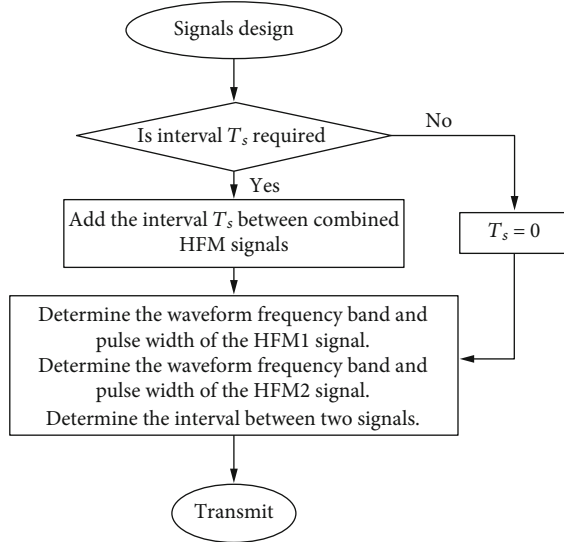 Signals design
Is interval Tₛ required
No
Yes
Add the interval Tₛ between combined
HFM signals
Tₛ = 0
Determine the waveform frequency band and
pulse width of the HFM1 signal.
Determine the waveform frequency band and
pulse width of the HFM2 signal.
Determine the interval between two signals.
Transmit